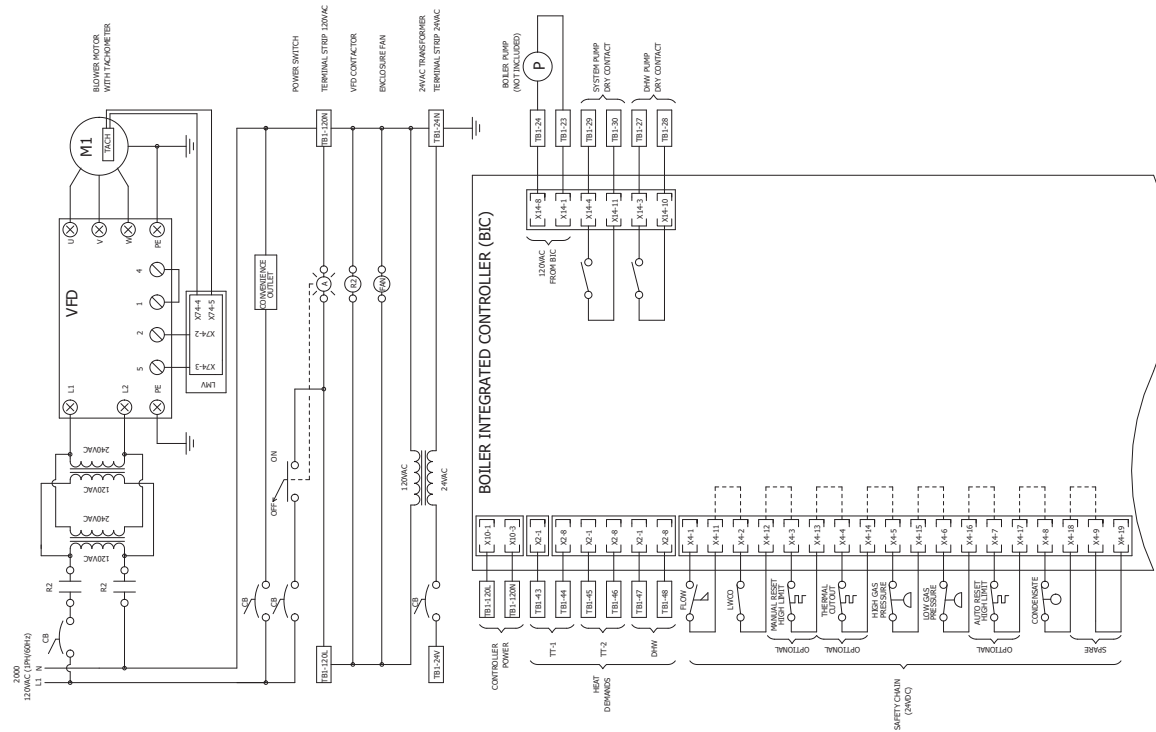 2000
120VAC (1PH/60Hz)
L1 N
CB
R2
R2
120VAC
240VAC
120VAC
240VAC
L1
L2
PE
VFD
U
V
W
PE
5
2
1
4
X74-3
X74-2
X74-4
X74-5
LMV
M1
TACH
BLOWER MOTOR
WITH TACHOMETER
CB
CB
OFF
ON
CONVENIENCE
OUTLET
POWER SWITCH
TB1-120L
A
TB1-120N
TERMINAL STRIP 120VAC
R2
VFD CONTACTOR
FAN
ENCLOSURE FAN
24VAC TRANSFORMER
120VAC
24VAC
TB1-24V
CB
TB1-24N
TERMINAL STRIP 24VAC
BOILER INTEGRATED CONTROLLER (BIC)
CONTROLLER
POWER
TB1-120L
X10-1
TB1-120N
X10-3
HEAT
DEMANDS
TT-1
TB1-43
X2-1
TB1-44
X2-8
TT-2
TB1-45
X2-1
TB1-46
X2-8
DHW
TB1-47
X2-1
TB1-48
X2-8
SAFETY CHAIN
(24VDC)
FLOW
X4-1
X4-11
LWCO
X4-2
X4-12
MANUAL RESET
HIGH LIMIT
OPTIONAL
X4-3
X4-13
THERMAL
CUTOUT
OPTIONAL
X4-4
X4-14
HIGH GAS
PRESSURE
X4-5
X4-15
LOW GAS
PRESSURE
X4-6
X4-16
AUTO RESET
HIGH LIMIT
OPTIONAL
X4-7
X4-17
CONDENSATE
X4-8
X4-18
SPARE
X4-9
X4-19
120VAC
FROM BIC
X14-8
X14-1
X14-4
X14-11
X14-3
X14-10
TB1-24
TB1-23
TB1-29
TB1-30
TB1-27
TB1-28
P
BOILER PUMP
(NOT INCLUDED)
SYSTEM PUMP
DRY CONTACT
DHW PUMP
DRY CONTACT